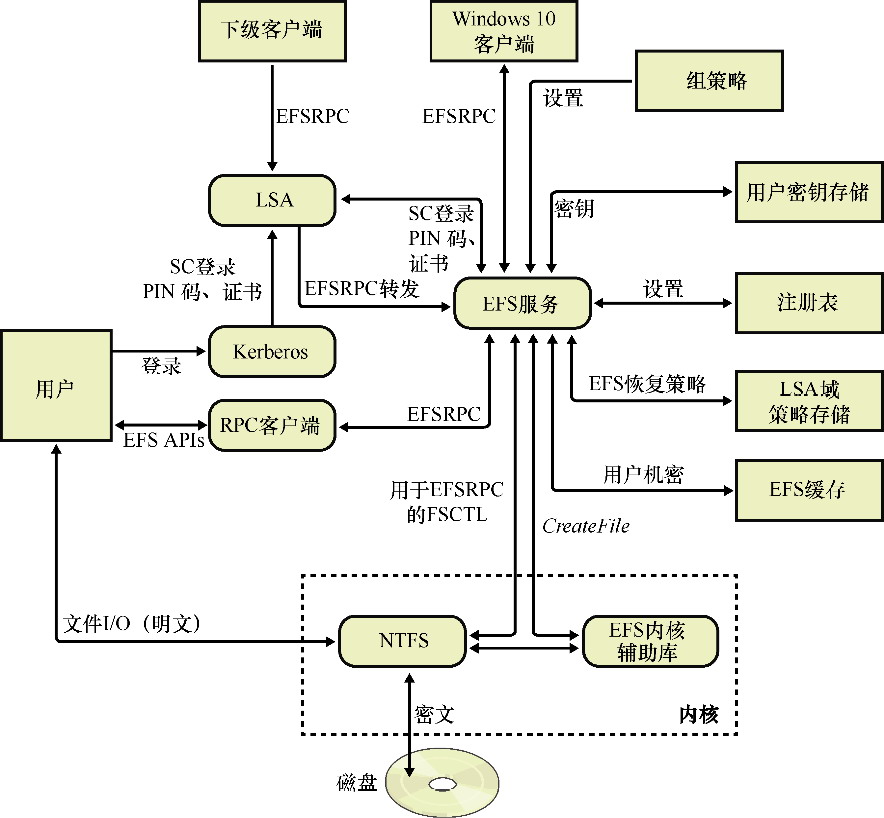 下级客户端
Windows 10
客户端
组策略
设置
EFSRPC
EFSRPC
LSA
用户密钥存储
密钥
SC登录
PIN 码、
证书
SC登录
PIN 码、证书
EFSRPC转发
EFS服务
设置
注册表
Kerberos
登录
用户
EFS恢复策略
LSA域
策略存储
RPC客户端
EFSRPC
EFS APIs
用户机密
EFS缓存
用于EFSRPC
的FSCTL
CreateFile
文件I/O（明文）
NTFS
EFS内核
辅助库
内核
密文
磁盘